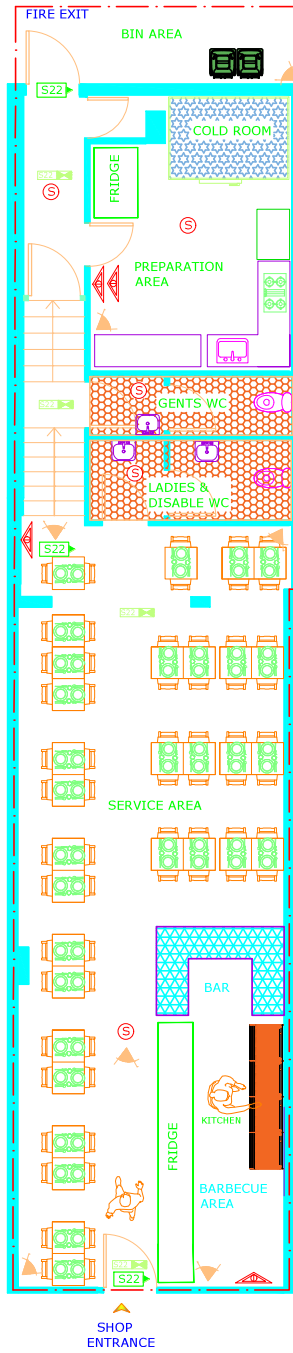 FIRE EXIT
BIN AREA
S22
COLD ROOM
FRIDGE
S
S
PREPARATION
AREA
S
GENTS WC
S
LADIES &
DISABLE WC
S22
SERVICE AREA
BAR
S
KITCHEN
FRIDGE
BARBECUE
AREA
S22
SHOP
ENTRANCE